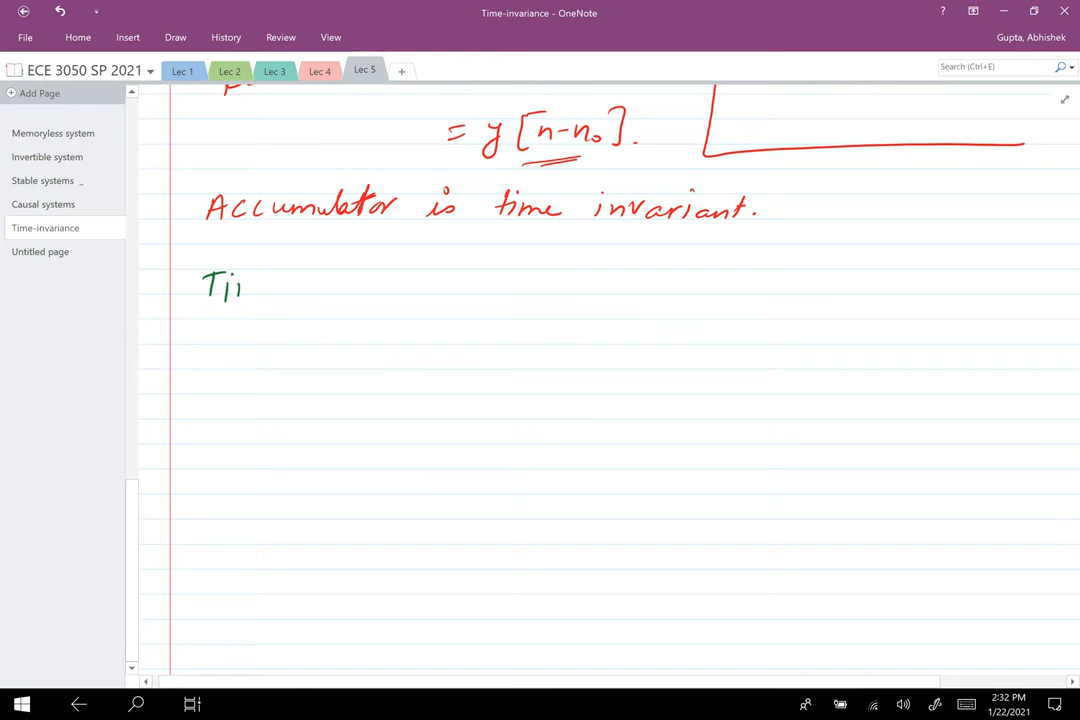 Time-invariance - OneNote
File Home Insert Draw History Review View
Gupta, Abhishek
ECE 3050 SP 2021
Lec 1 Lec 2 Lec 3 Lec 4 Lec 5
Search (Ctrl+E)
Add Page
Memoryless system
Invertible system
Stable systems _
Causal systems
Time-invariance
Untitled page
= y [n-n₀].
Accumulator is time invariant.
2:32 PM
1/22/2021